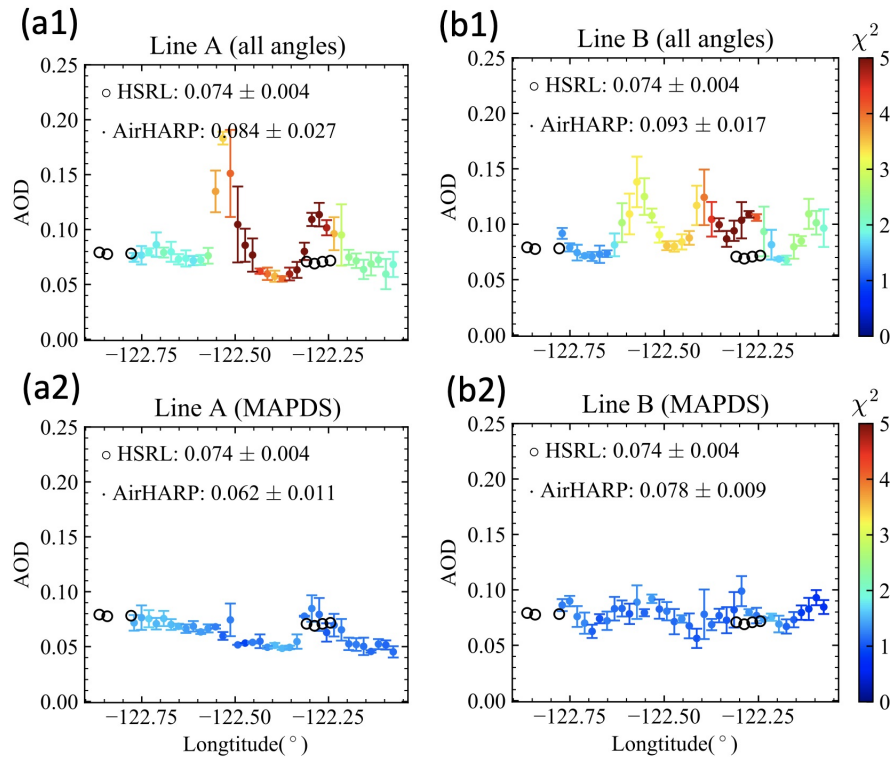 (a1)
Line A (all angles)
0.25
0.20
0.15
0.10
0.05
0.00
AOD
○ HSRL: 0.074 ± 0.004
· AirHARP: 0.084 ± 0.027
−122.75
−122.50
−122.25
(b1)
Line B (all angles)
0.25
0.20
0.15
0.10
0.05
0.00
AOD
○ HSRL: 0.074 ± 0.004
· AirHARP: 0.093 ± 0.017
−122.75
−122.50
−122.25
χ²
5
4
3
2
1
0
(a2)
Line A (MAPDS)
0.25
0.20
0.15
0.10
0.05
0.00
AOD
○ HSRL: 0.074 ± 0.004
· AirHARP: 0.062 ± 0.011
−122.75
−122.50
−122.25
Longtitude(°)
(b2)
Line B (MAPDS)
0.25
0.20
0.15
0.10
0.05
0.00
AOD
○ HSRL: 0.074 ± 0.004
· AirHARP: 0.078 ± 0.009
−122.75
−122.50
−122.25
Longtitude(°)
χ²
5
4
3
2
1
0